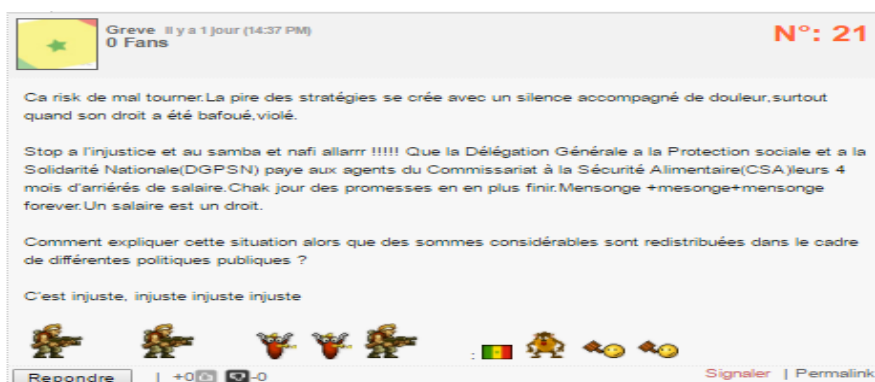 Greve Il y a 1 jour (14:37 PM)
0 Fans
N°: 21
Ca risk de mal tourner.La pire des stratégies se crée avec un silence accompagné de douleur,surtout
quand son droit a été bafoué,violé.
Stop a l'injustice et au samba et nafi allarrr !!!!! Que la Délégation Générale a la Protection sociale et a la
Solidarité Nationale(DGPSN) paye aux agents du Commissariat à la Sécurité Alimentaire(CSA)leurs 4
mois d'arriérés de salaire.Chak jour des promesses en en plus finir.Mensonge +mesonge+mensonge
forever.Un salaire est un droit.
Comment expliquer cette situation alors que des sommes considérables sont redistribuées dans le cadre
de différentes politiques publiques ?
C'est injuste, injuste injuste injuste
:
Repondre | +0 -0 Signaler | Permalink